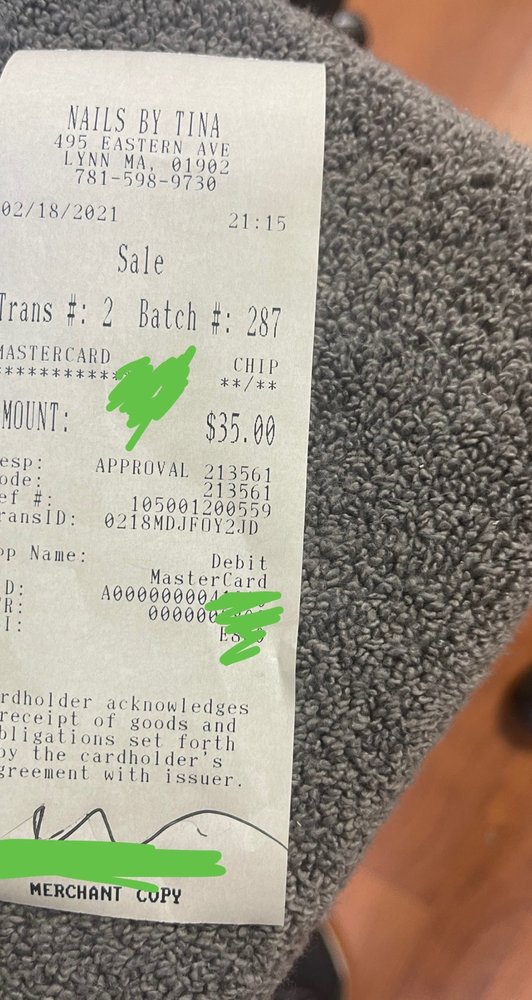 NAILS BY TINA
495 EASTERN AVE
LYNN MA, 01902
781-598-9730
02/18/2021 21:15
Sale
Trans #: 2 Batch #: 287
MASTERCARD CHIP
************ **/**
MOUNT: $35.00
esp: APPROVAL 213561
ode: 213561
ef #: 105001200559
ransID: 0218MDJFOY2JD
pp Name: Debit
MasterCard
D: A000000004
R: 00000
I:
rdholder acknowledges
receipt of goods and
bligations set forth
by the cardholder's
greement with issuer.
MERCHANT COPY